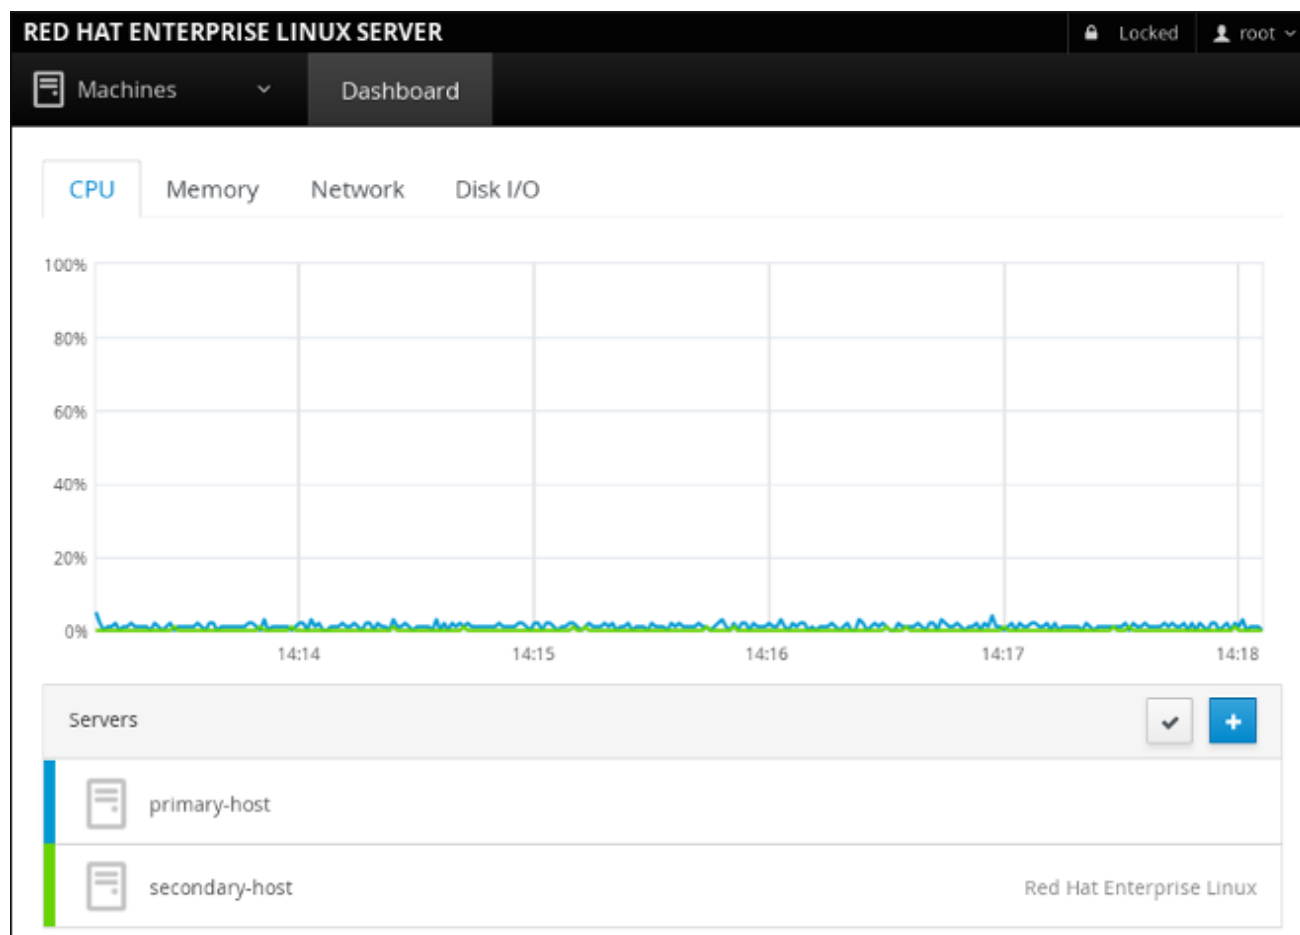 RED HAT ENTERPRISE LINUX SERVER Locked root
Machines Dashboard
CPU Memory Network Disk I/O
100%
80%
60%
40%
20%
0%
14:14 14:15 14:16 14:17 14:18
Servers
primary-host
secondary-host Red Hat Enterprise Linux